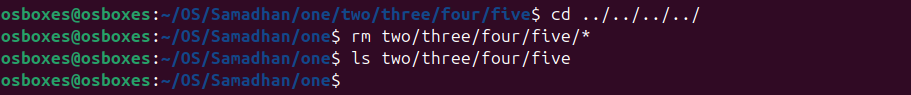 osboxes@osboxes:~/OS/Samadhan/one/two/three/four/five$ cd ../../../../
osboxes@osboxes:~/OS/Samadhan/one$ rm two/three/four/five/*
osboxes@osboxes:~/OS/Samadhan/one$ ls two/three/four/five
osboxes@osboxes:~/OS/Samadhan/one$